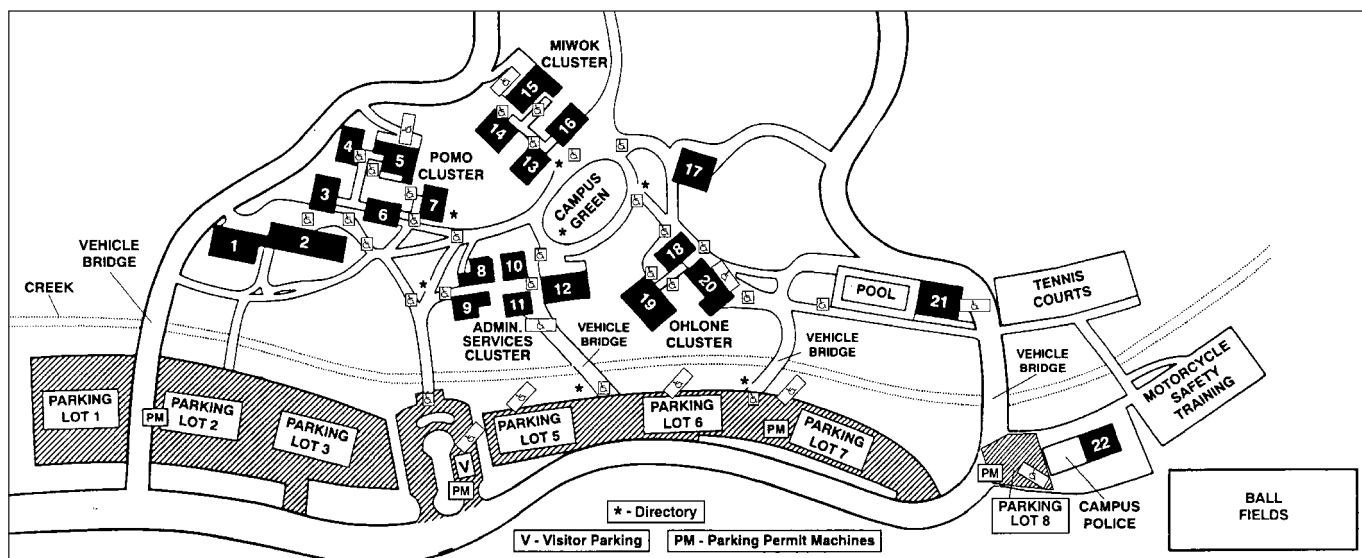 MIWOK
CLUSTER
15
14
16
13
4
5
POMO
CLUSTER
17
3
6
7
CAMPUS
* GREEN
1
2
VEHICLE
BRIDGE
8
10
18
12
20
9
11
19
CREEK
ADMIN.
SERVICES
CLUSTER
OHLONE
CLUSTER
POOL
21
TENNIS
COURTS
VEHICLE
BRIDGE
VEHICLE
BRIDGE
VEHICLE
BRIDGE
MOTORCYCLE
SAFETY
TRAINING
PARKING
LOT 1
PM
PARKING
LOT 2
PARKING
LOT 3
V
PM
PARKING
LOT 5
PARKING
LOT 6
PM
PARKING
LOT 7
PM
22
PARKING
LOT 8
CAMPUS
POLICE
BALL
FIELDS
* - Directory
V - Visitor Parking
PM - Parking Permit Machines